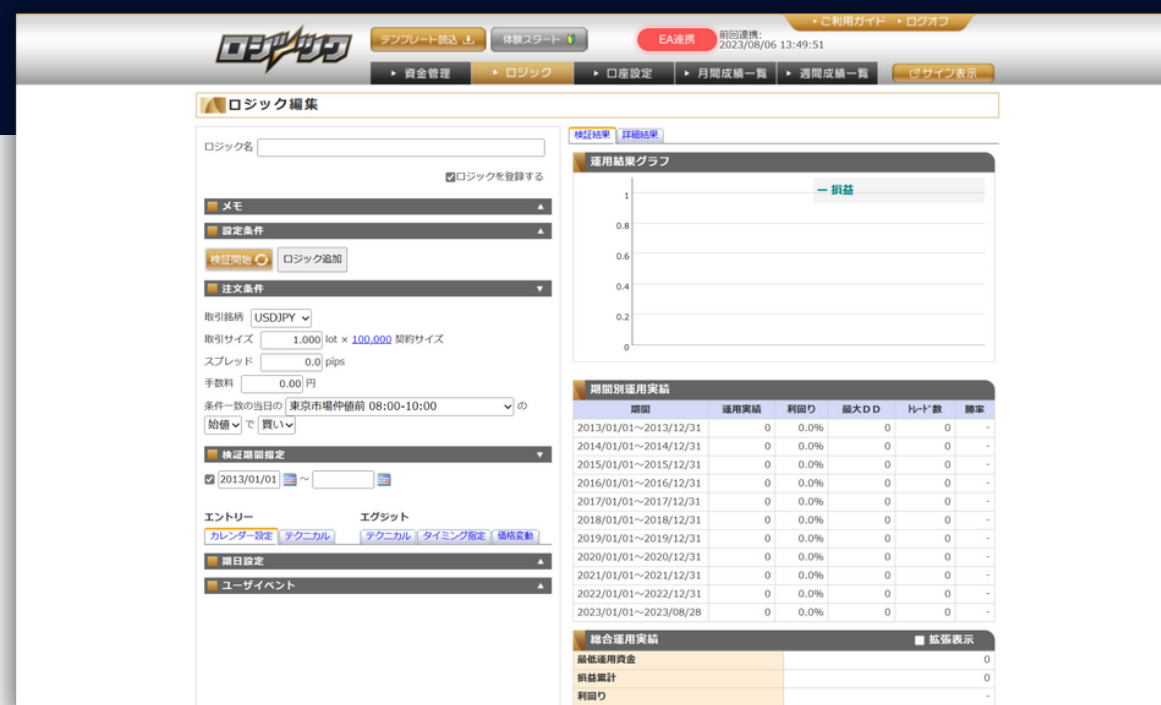 ・ご利用ガイド ・ログオフ
ロジックック
テンプレート読込
体験スタート
EA連携
前回連携:
2023/08/06 13:49:51
資金管理
ロジック
口座設定
月間成績一覧
週間成績一覧
サイン表示
ロジック編集
ロジック名
ロジックを登録する
メモ
設定条件
検証開始
ロジック追加
注文条件
取引銘柄 USDJPY
取引サイズ 1.000 lot × 100,000 契約サイズ
スプレッド 0.0 pips
手数料 0.00 円
条件一致の当日の 東京市場仲値前 08:00-10:00 の
始値 で 買い
検証期間指定
2013/01/01 ~
エントリー
カレンダー設定 テクニカル
エグジット
テクニカル タイミング指定 価格変動
期日設定
ユーザイベント
検証結果 詳細結果
運用結果グラフ
損益
1
0.8
0.6
0.4
0.2
0
期間別運用実績
期間 運用実績 利回り 最大DD トレード数 勝率
2013/01/01~2013/12/31 0 0.0% 0 0 -
2014/01/01~2014/12/31 0 0.0% 0 0 -
2015/01/01~2015/12/31 0 0.0% 0 0 -
2016/01/01~2016/12/31 0 0.0% 0 0 -
2017/01/01~2017/12/31 0 0.0% 0 0 -
2018/01/01~2018/12/31 0 0.0% 0 0 -
2019/01/01~2019/12/31 0 0.0% 0 0 -
2020/01/01~2020/12/31 0 0.0% 0 0 -
2021/01/01~2021/12/31 0 0.0% 0 0 -
2022/01/01~2022/12/31 0 0.0% 0 0 -
2023/01/01~2023/08/28 0 0.0% 0 0 -
総合運用実績 拡張表示
最低運用資金 0
損益累計 0
利回り -